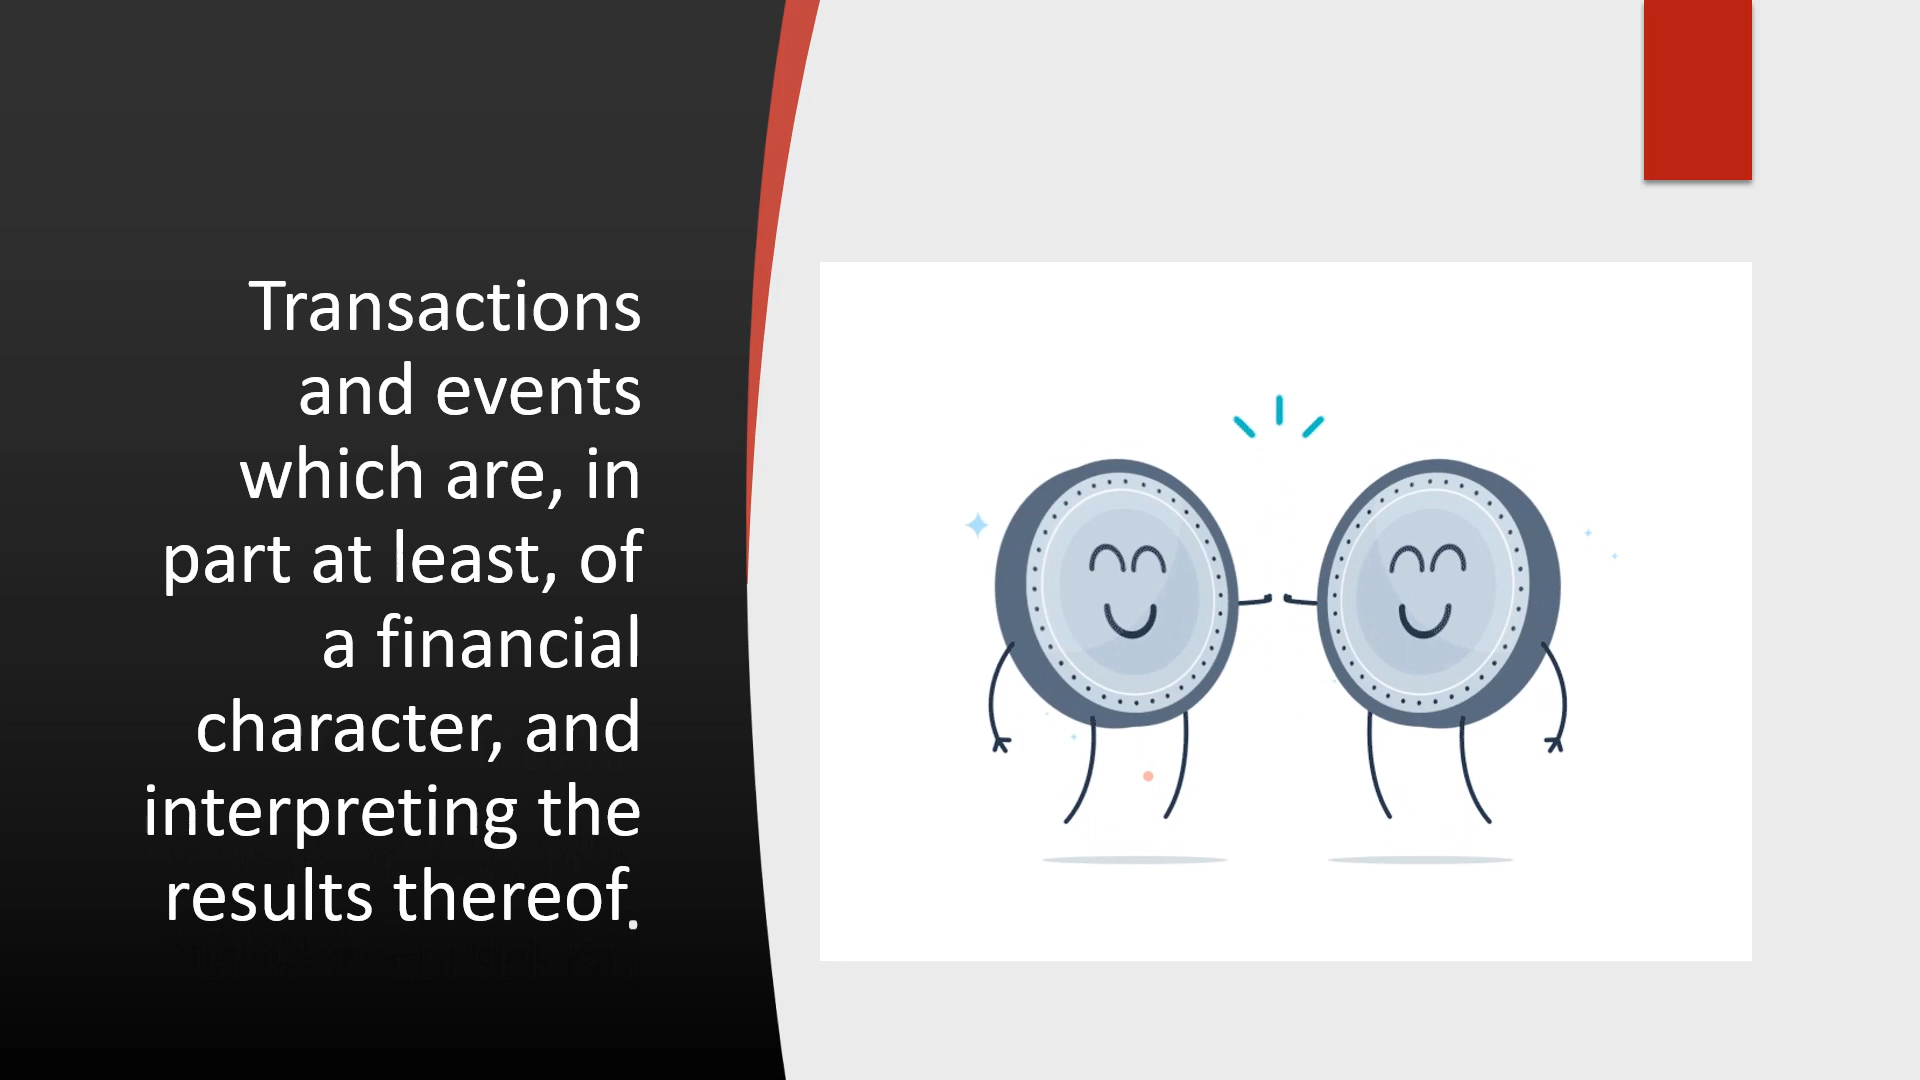 Transactions
and events
which are, in
part at least, of
a financial
character, and
interpreting the
results thereof.